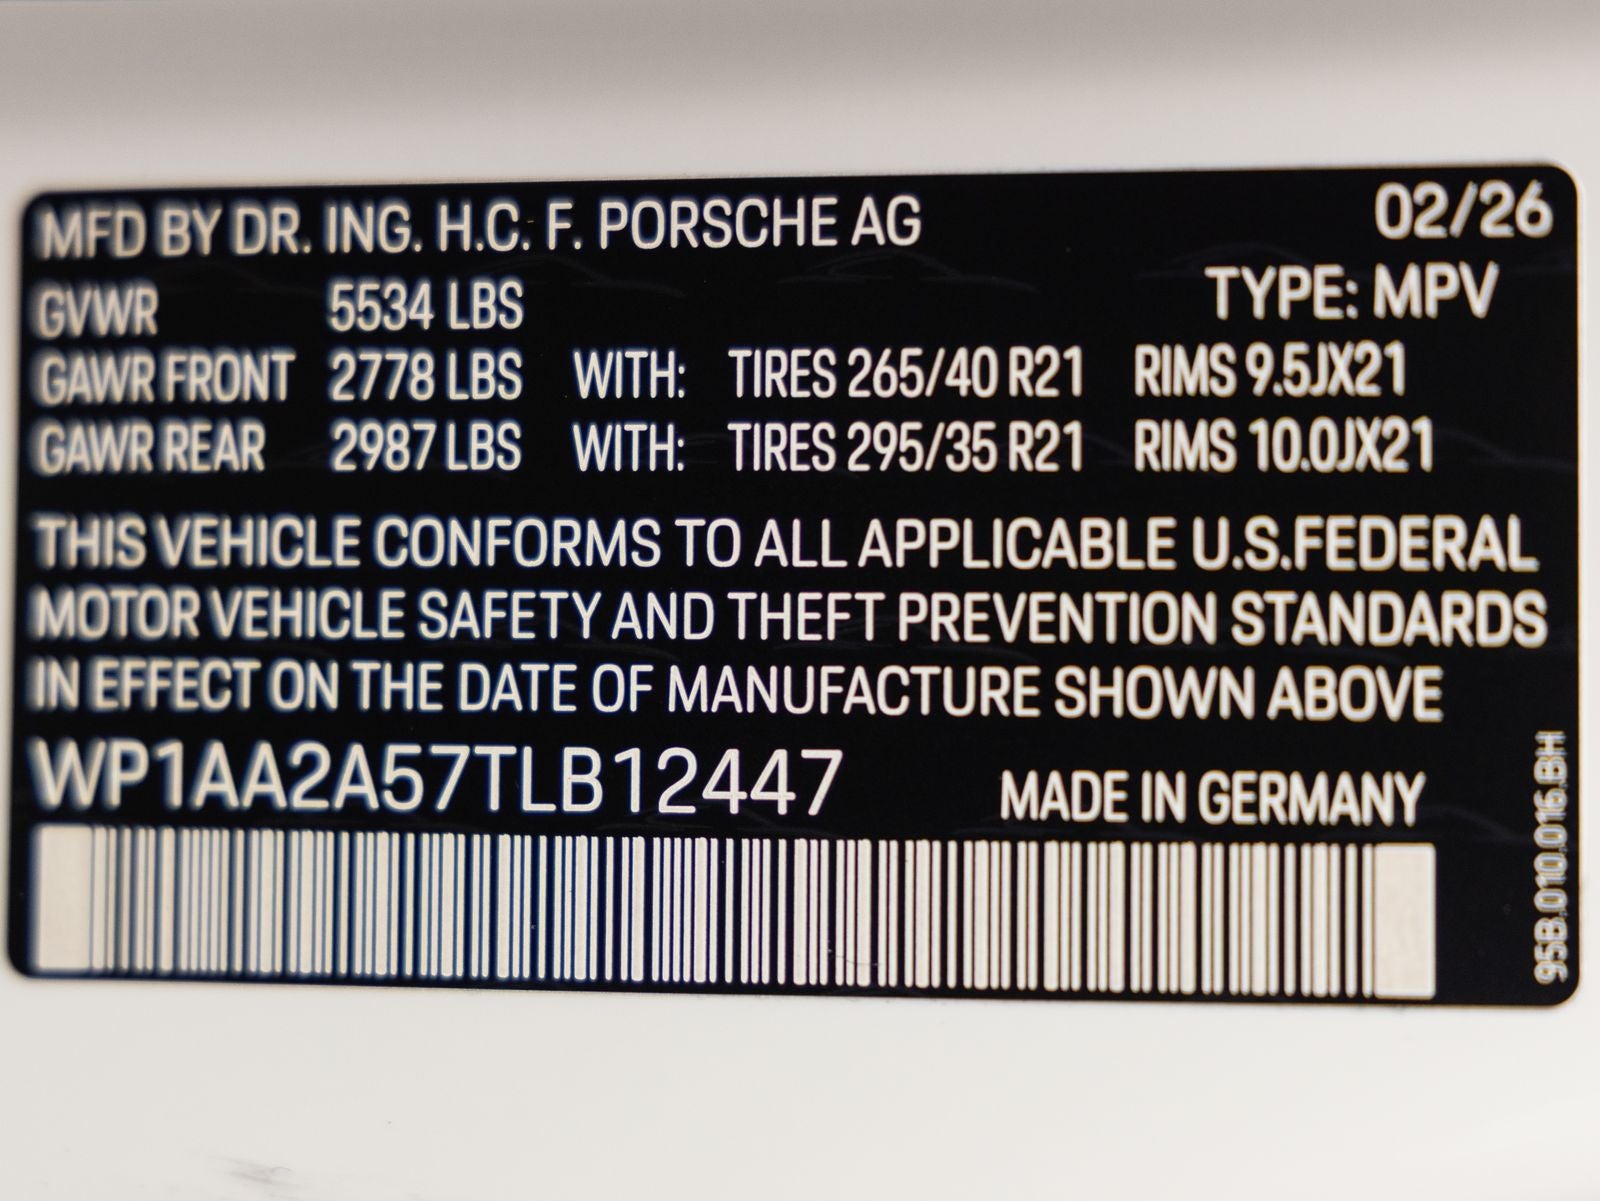 MFD BY DR. ING. H.C. F. PORSCHE AG 02/26
GVWR 5534 LBS TYPE: MPV
GAWR FRONT 2778 LBS WITH: TIRES 265/40 R21 RIMS 9.5JX21
GAWR REAR 2987 LBS WITH: TIRES 295/35 R21 RIMS 10.0JX21
THIS VEHICLE CONFORMS TO ALL APPLICABLE U.S.FEDERAL
MOTOR VEHICLE SAFETY AND THEFT PREVENTION STANDARDS
IN EFFECT ON THE DATE OF MANUFACTURE SHOWN ABOVE
WP1AA2A57TLB12447
MADE IN GERMANY
95B.010.016.BH